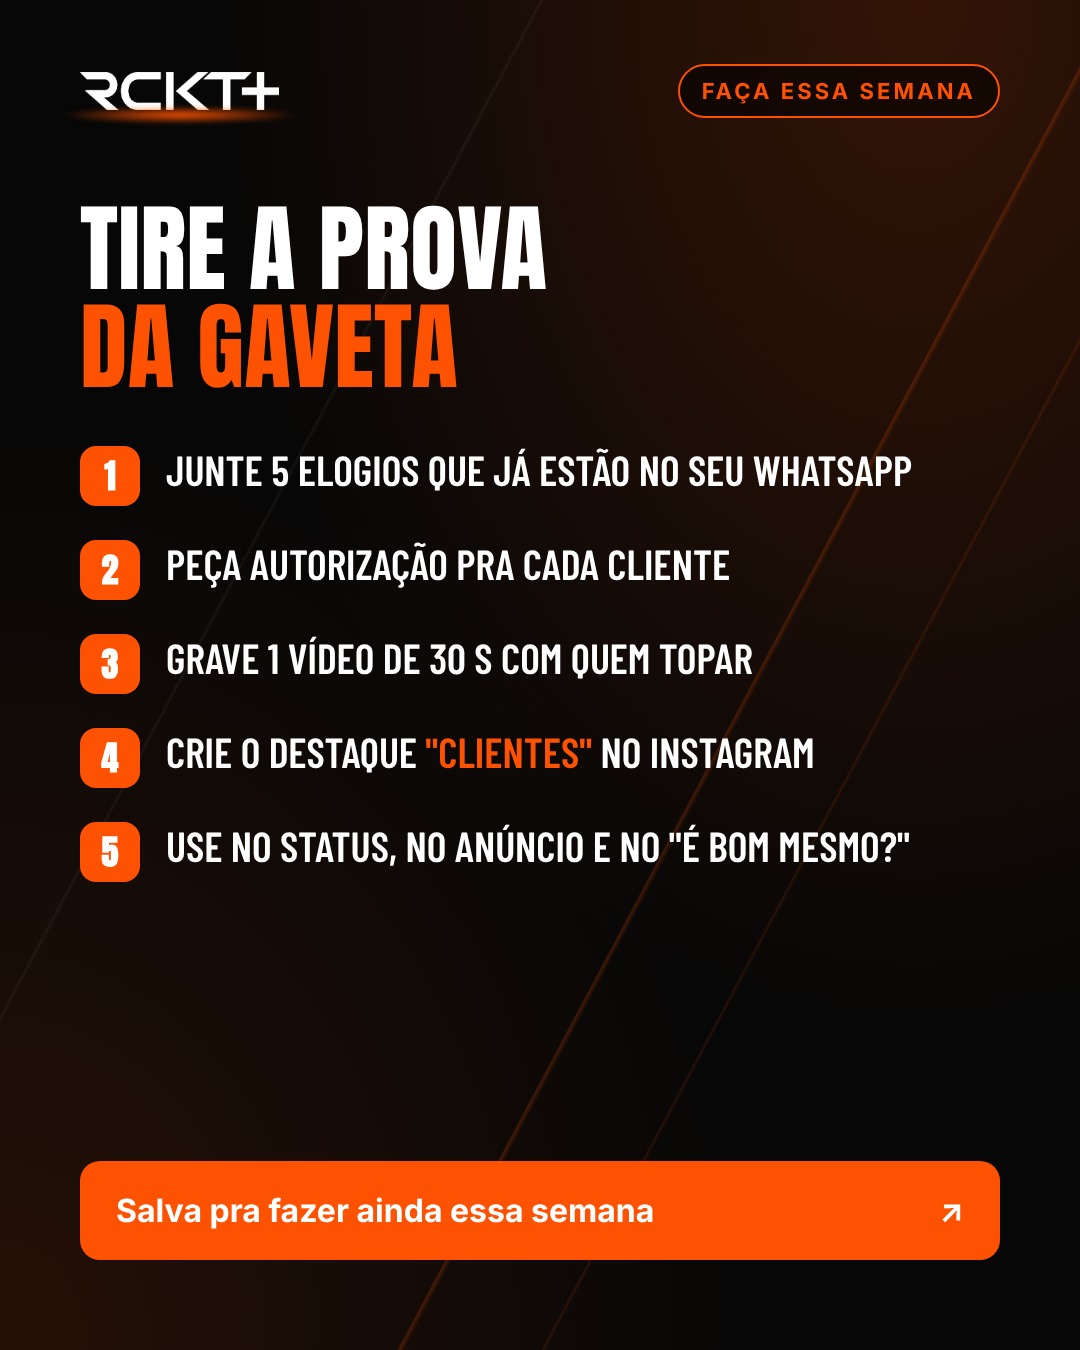 RCKT+
FAÇA ESSA SEMANA
TIRE A PROVA
DA GAVETA
1 JUNTE 5 ELOGIOS QUE JÁ ESTÃO NO SEU WHATSAPP
2 PEÇA AUTORIZAÇÃO PRA CADA CLIENTE
3 GRAVE 1 VÍDEO DE 30 S COM QUEM TOPAR
4 CRIE O DESTAQUE "CLIENTES" NO INSTAGRAM
5 USE NO STATUS, NO ANÚNCIO E NO "É BOM MESMO?"
Salva pra fazer ainda essa semana